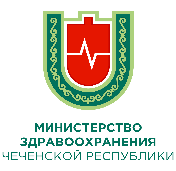 МИНИСТЕРСТВО
ЗДРАВООХРАНЕНИЯ
ЧЕЧЕНСКОЙ РЕСПУБЛИКИ